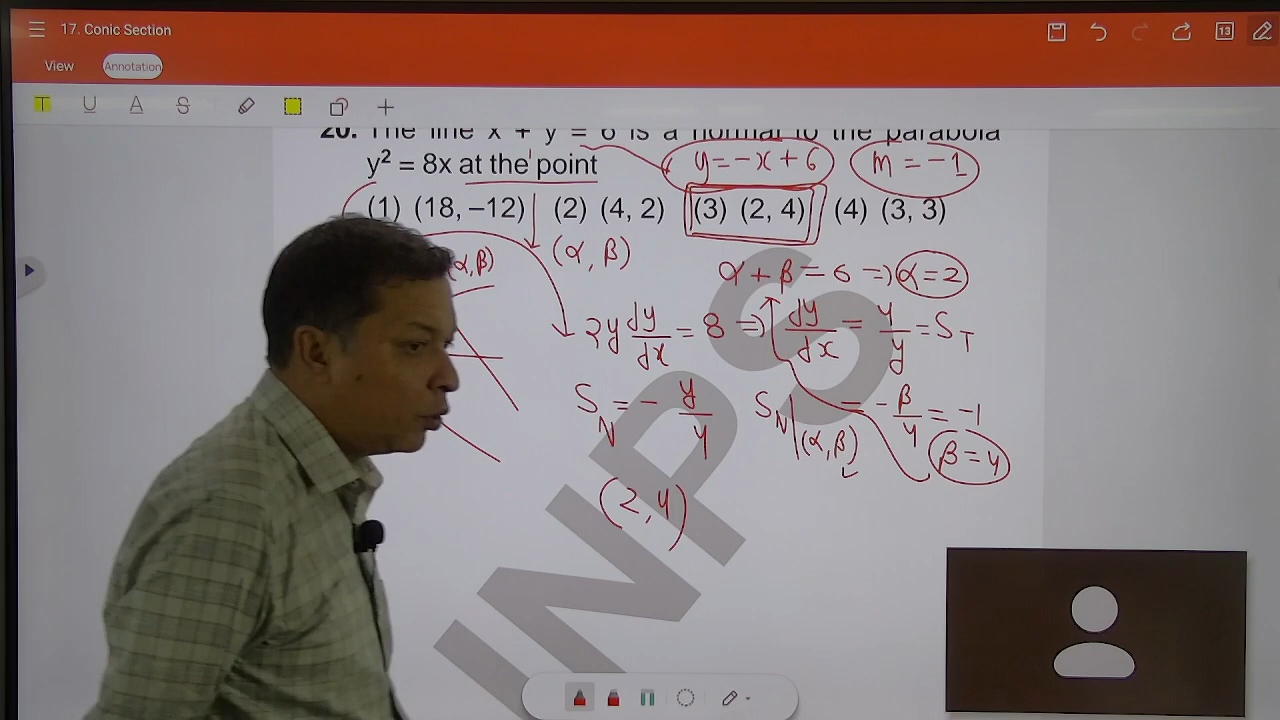 17. Conic Section
13
View
Annotation
T U A S
20. The line x + y = 6 is a normal to the parabola
y² = 8x at the point
y = -x + 6
m = -1
(1) (18, –12) (2) (4, 2) (3) (2, 4) (4) (3, 3)
(α, β)
(α, β)
α + β = 6 ⇒ α = 2
2y dy/dx = 8 ⇒ dy/dx = 4/y = S_T
S_N = - y/4
S_N|(α, β) = - β/4 = -1
β = 4
(2, 4)
INPS